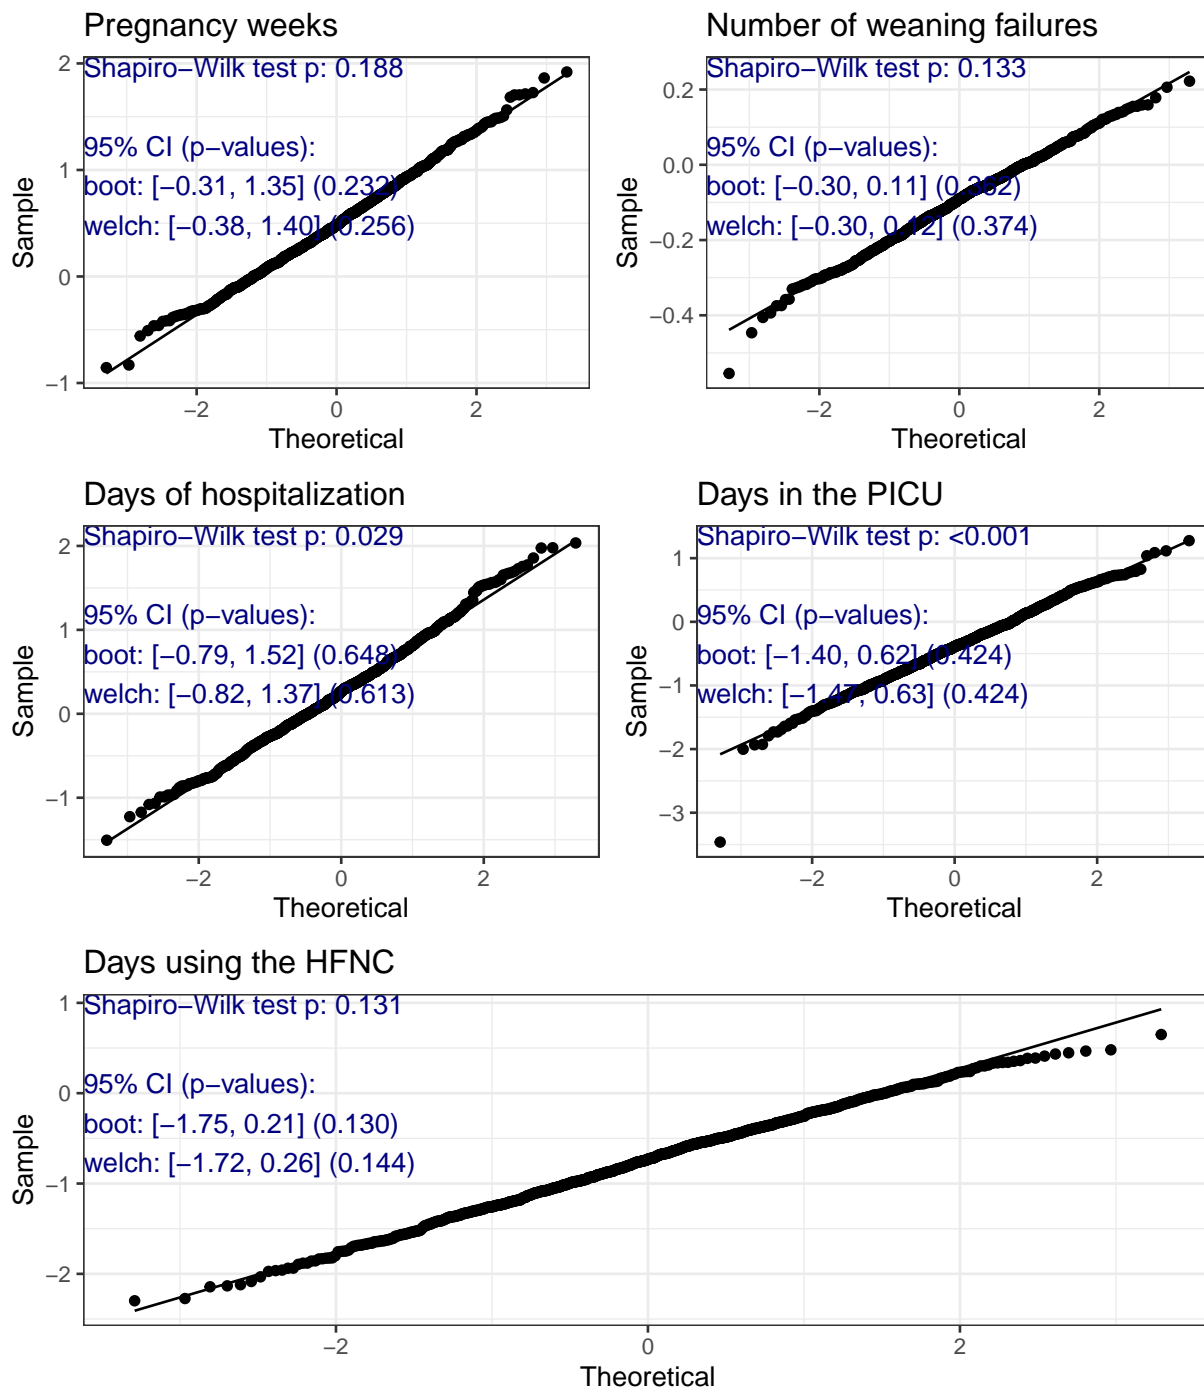 Pregnancy weeks
Shapiro−Wilk test p: 0.188
95% CI (p−values):
boot: [−0.31, 1.35] (0.232)
welch: [−0.38, 1.40] (0.256)
Sample
2
1
0
−1
−2
0
2
Theoretical
Number of weaning failures
Shapiro−Wilk test p: 0.133
95% CI (p−values):
boot: [−0.30, 0.11] (0.362)
welch: [−0.30, 0.12] (0.374)
Sample
0.2
0.0
−0.2
−0.4
−2
0
2
Theoretical
Days of hospitalization
Shapiro−Wilk test p: 0.029
95% CI (p−values):
boot: [−0.79, 1.52] (0.648)
welch: [−0.82, 1.37] (0.613)
Sample
2
1
0
−1
−2
0
2
Theoretical
Days in the PICU
Shapiro−Wilk test p: <0.001
95% CI (p−values):
boot: [−1.40, 0.62] (0.424)
welch: [−1.47, 0.63] (0.424)
Sample
1
0
−1
−2
−3
−2
0
2
Theoretical
Days using the HFNC
Shapiro−Wilk test p: 0.131
95% CI (p−values):
boot: [−1.75, 0.21] (0.130)
welch: [−1.72, 0.26] (0.144)
Sample
1
0
−1
−2
−2
0
2
Theoretical